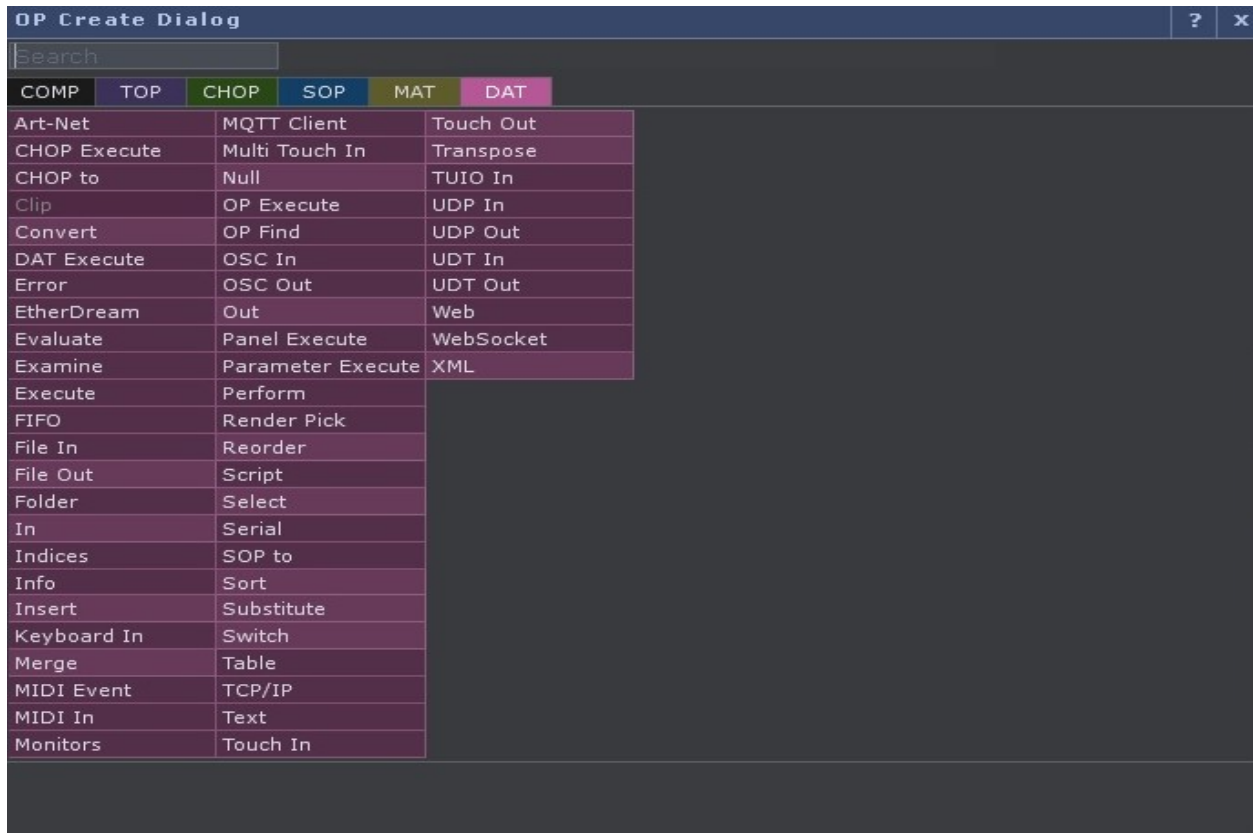 OP Create Dialog ? x
Search
COMP TOP CHOP SOP MAT DAT
Art-Net MQTT Client Touch Out
CHOP Execute Multi Touch In Transpose
CHOP to Null TUIO In
Clip OP Execute UDP In
Convert OP Find UDP Out
DAT Execute OSC In UDT In
Error OSC Out UDT Out
EtherDream Out Web
Evaluate Panel Execute WebSocket
Examine Parameter Execute XML
Execute Perform
FIFO Render Pick
File In Reorder
File Out Script
Folder Select
In Serial
Indices SOP to
Info Sort
Insert Substitute
Keyboard In Switch
Merge Table
MIDI Event TCP/IP
MIDI In Text
Monitors Touch In